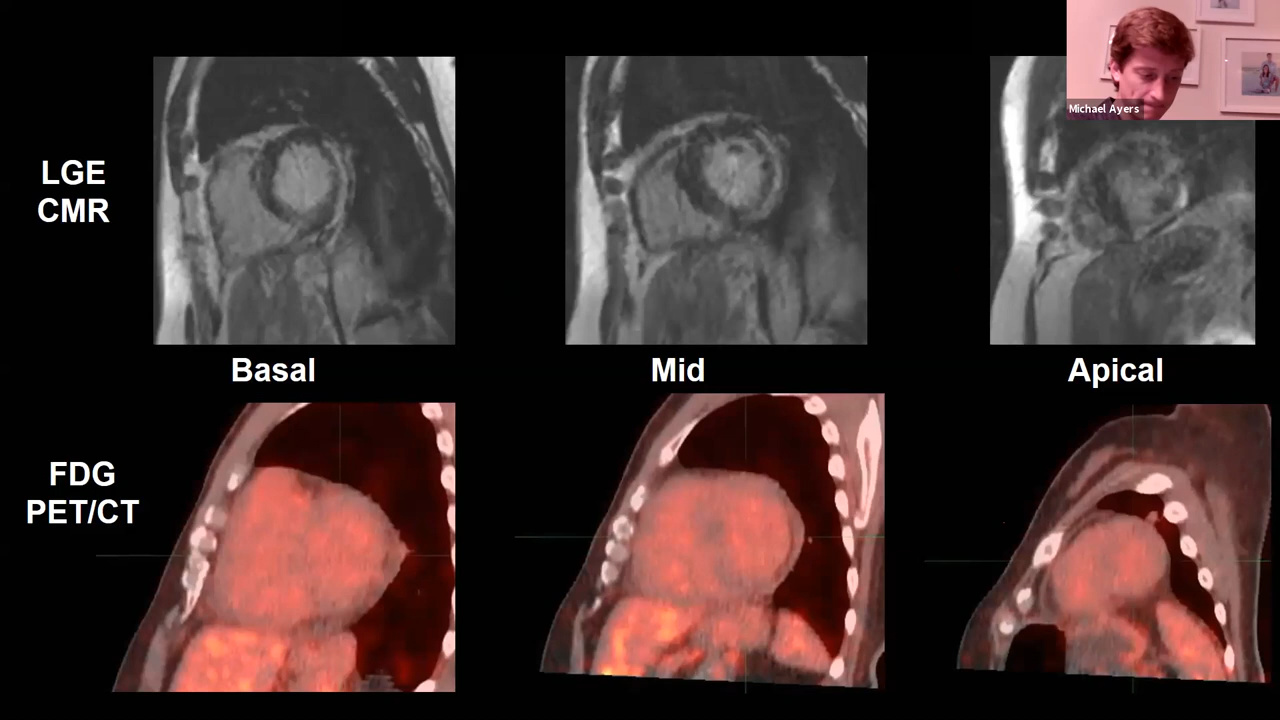 Michael Ayers
LGE
CMR
Basal
Mid
Apical
FDG
PET/CT